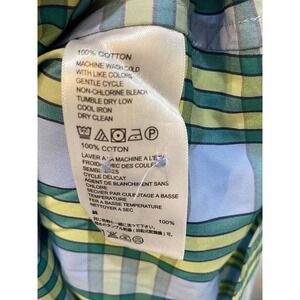 100% COTTON
MACHINE WASH COLD
WITH LIKE COLORS
GENTLE CYCLE
NON-CHLORINE BLEACH
TUMBLE DRY LOW
COOL IRON
DRY CLEAN
100% COTON
LAVER A LA MACHINE A L'EAU
FROIDE AVEC DES COULEURS
SEMBLABLES
CYCLE DELICAT
AGENT DE BLANCHIMENT SANS
CHLORE
SECHER PAR CULBUTAGE A BASSE
TEMPERATURE
FER A BASSE TEMPERATURE
NETTOYER A SEC
綿 100%